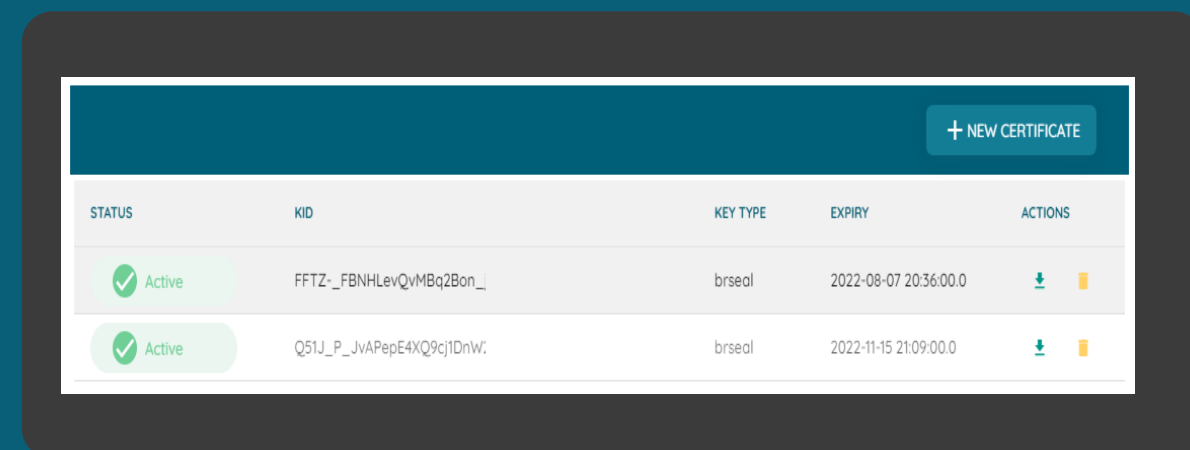 + NEW CERTIFICATE
STATUS KID KEY TYPE EXPIRY ACTIONS
Active FFTZ-_FBNHLevQvMBq2Bon_ brseal 2022-08-07 20:36:00.0
Active Q51J_P_JvAPepE4XQ9cj1DnW brseal 2022-11-15 21:09:00.0